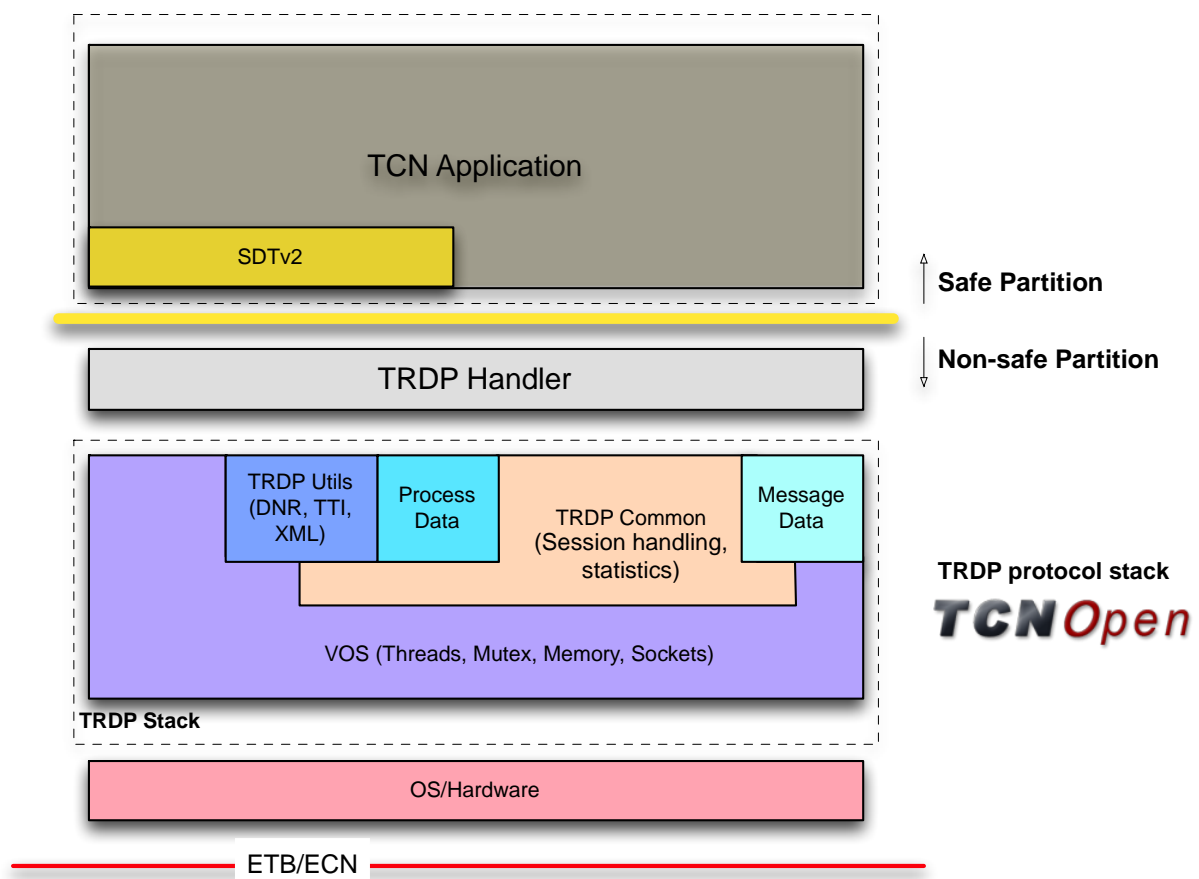 TCN Application
SDTv2
Safe Partition
Non-safe Partition
TRDP Handler
TRDP Utils
(DNR, TTI,
XML)
Process
Data
TRDP Common
(Session handling,
statistics)
Message
Data
VOS (Threads, Mutex, Memory, Sockets)
TRDP Stack
TRDP protocol stack
TCNOpen
OS/Hardware
ETB/ECN